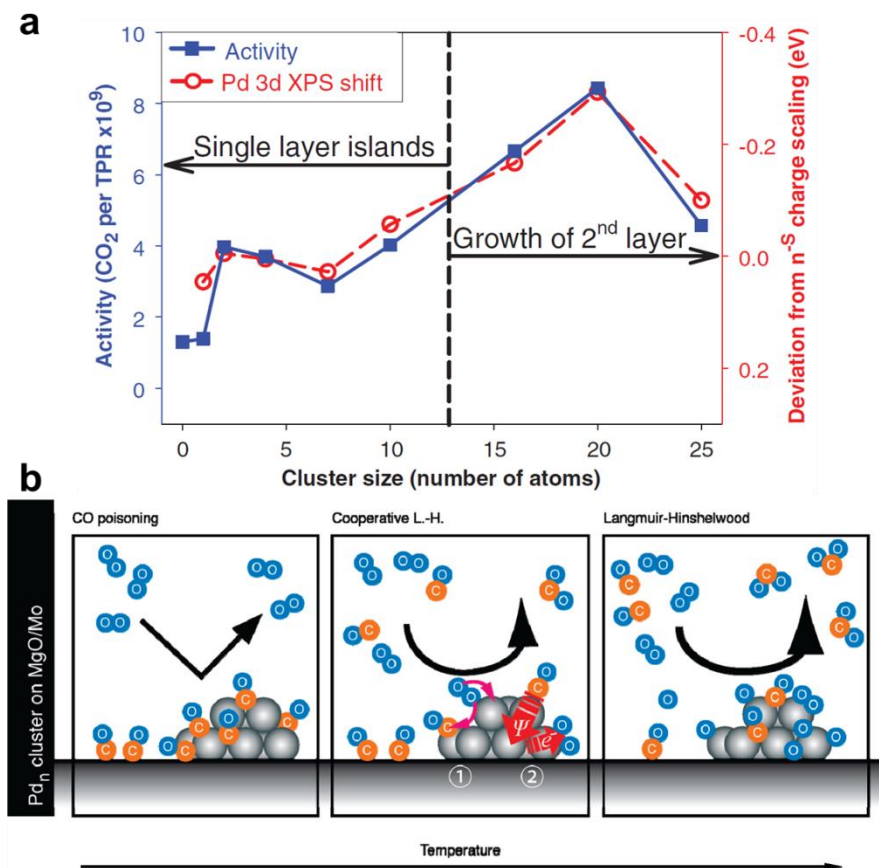 a
Activity
Pd 3d XPS shift
Single layer islands
Growth of 2nd layer
Activity (CO2 per TPR x10⁹)
10
8
6
4
2
0
Deviation from n⁻ˢ charge scaling (eV)
-0.4
-0.2
0.0
0.2
0
5
10
15
20
25
Cluster size (number of atoms)
b
CO poisoning
Cooperative L.-H.
Langmuir-Hinshelwood
Pdn cluster on MgO/Mo
O O O O O O O O O O O O O C C C C C C
O O O O O O O O O O C C C C C Ψ e⁻
① ②
O O O O O O O O O O O O O C C C C C C
Temperature